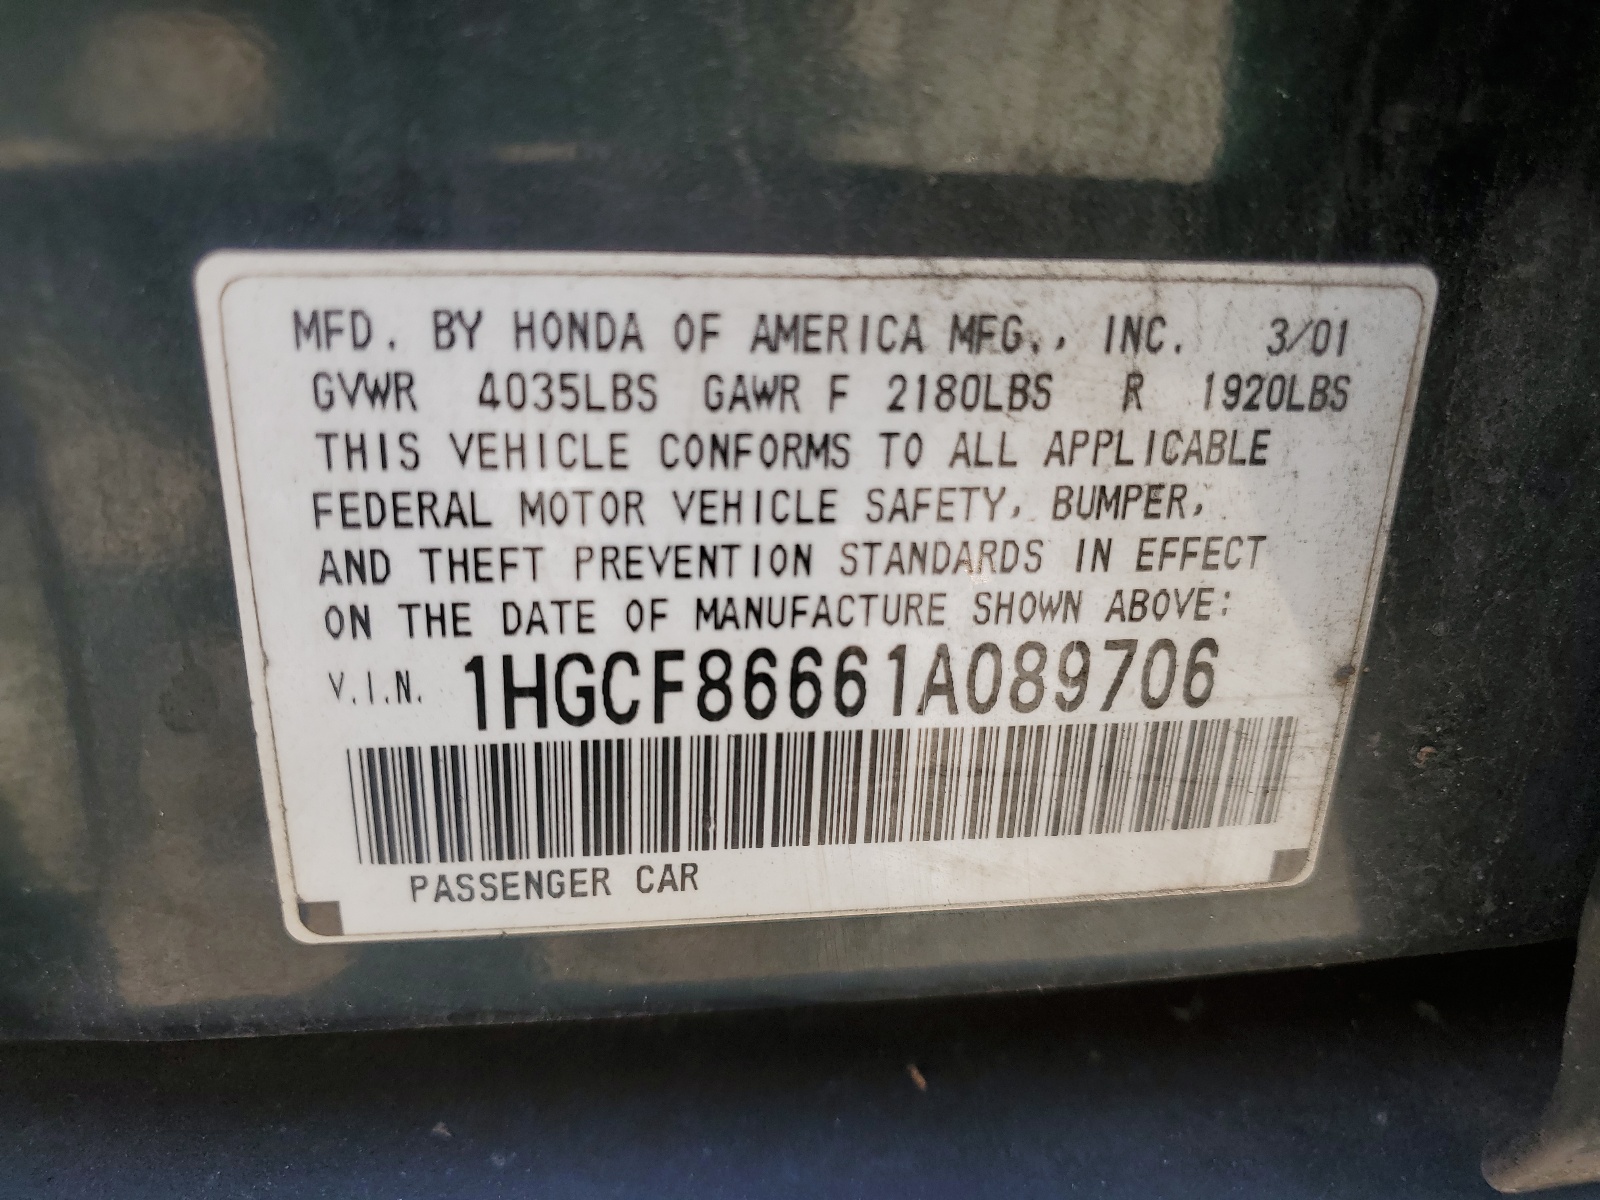 MFD. BY HONDA OF AMERICA MFG., INC. 3/01
GVWR 4035LBS GAWR F 2180LBS R 1920LBS
THIS VEHICLE CONFORMS TO ALL APPLICABLE
FEDERAL MOTOR VEHICLE SAFETY, BUMPER,
AND THEFT PREVENTION STANDARDS IN EFFECT
ON THE DATE OF MANUFACTURE SHOWN ABOVE:
V.I.N. 1HGCF86661A089706
PASSENGER CAR